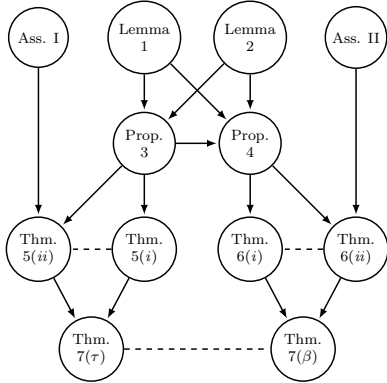 Ass. I
Lemma
1
Lemma
2
Ass. II
Prop.
3
Prop.
4
Thm.
5(ii)
Thm.
5(i)
Thm.
6(i)
Thm.
6(ii)
Thm.
7(τ)
Thm.
7(β)